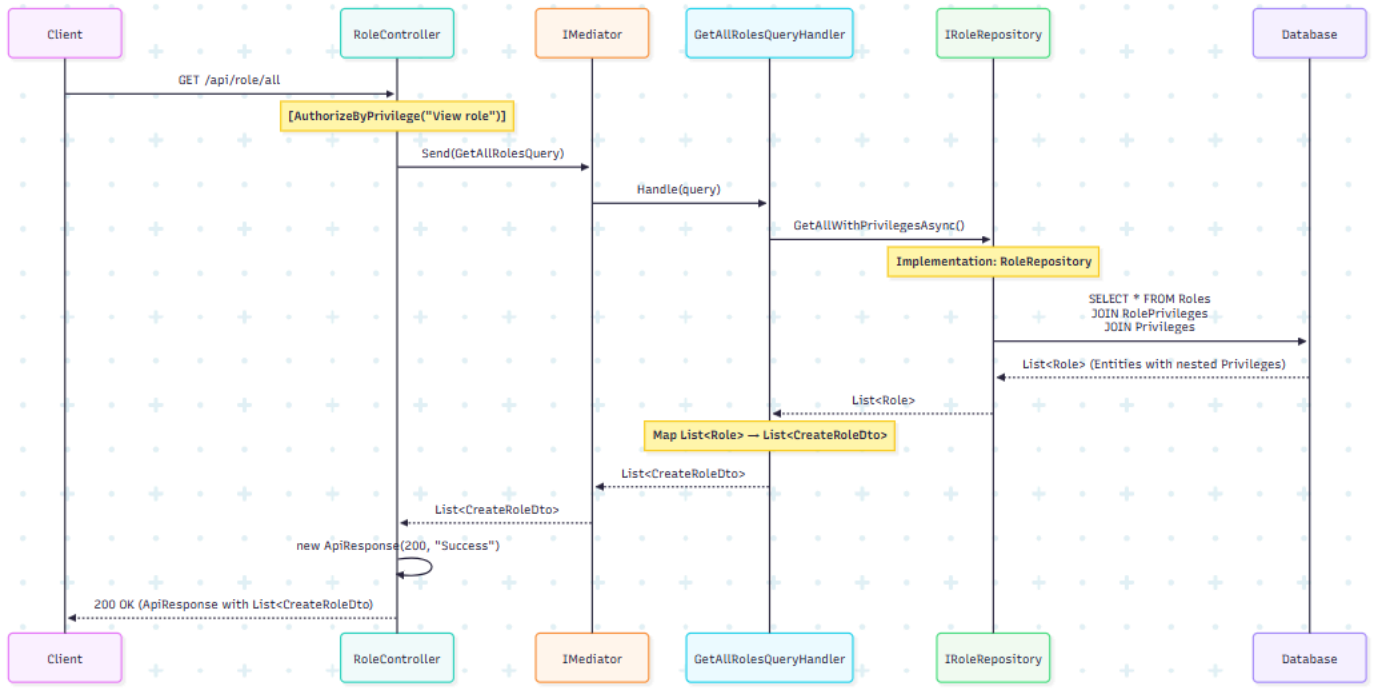 Client
RoleController
IMediator
GetAllRolesQueryHandler
IRoleRepository
Database
GET /api/role/all
[AuthorizeByPrivilege("View role")]
Send(GetAllRolesQuery)
Handle(query)
GetAllWithPrivilegesAsync()
Implementation: RoleRepository
SELECT * FROM Roles
JOIN RolePrivileges
JOIN Privileges
List<Role> (Entities with nested Privileges)
List<Role>
Map List<Role> → List<CreateRoleDto>
List<CreateRoleDto>
List<CreateRoleDto>
new ApiResponse(200, "Success")
200 OK (ApiResponse with List<CreateRoleDto)
Client
RoleController
IMediator
GetAllRolesQueryHandler
IRoleRepository
Database